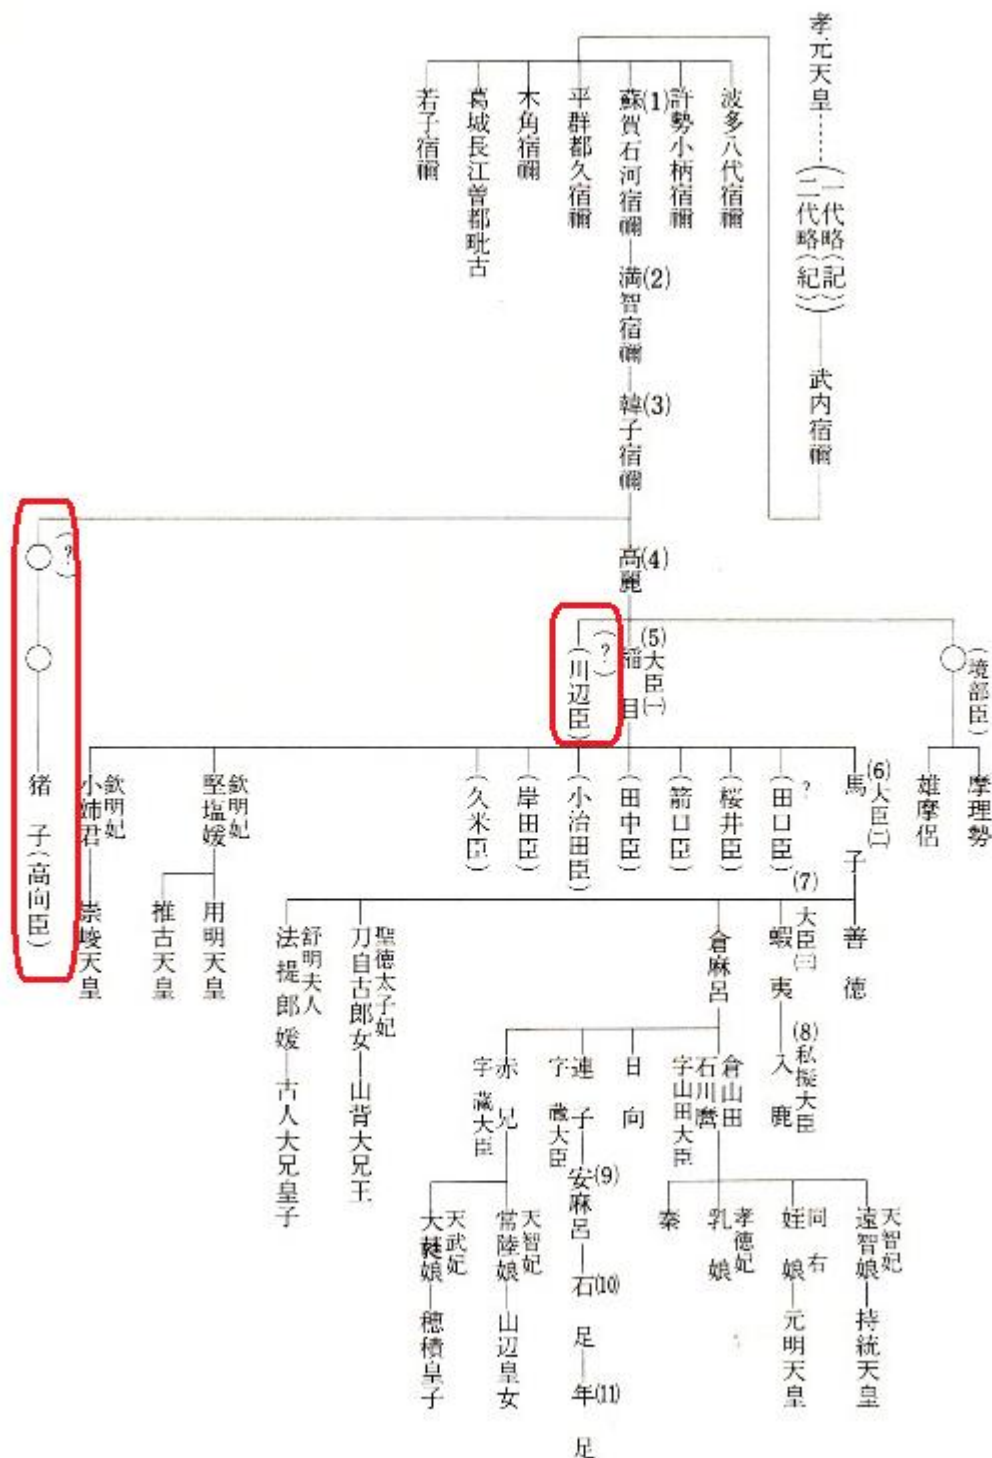 孝元天皇
(一代略(記)
二代略(紀))
武内宿禰
波多八代宿禰
許勢小柄宿禰
(1)
蘇賀石河宿禰
平群都久宿禰
木角宿禰
葛城長江曽都毗古
若子宿禰
(2)
満智宿禰
(3)
韓子宿禰
(4)
高麗
(境部臣)
摩理勢
雄摩侶
(5)大臣(一)
稲目
(?)
(川辺臣)
(?)
猪子(高向臣)
(6)大臣(二)
馬子
?
(田口臣)
(桜井臣)
(箭口臣)
(田中臣)
(小治田臣)
(岸田臣)
(久米臣)
欽明妃
堅塩媛
用明天皇
推古天皇
欽明妃
小姉君
崇峻天皇
善徳
(7)大臣(三)
蝦夷
(8)私擬大臣
入鹿
倉麻呂
聖徳太子妃
刀自古郎女
山背大兄王
舒明夫人
法提郎媛
古人大兄皇子
倉山田
石川麿
字山田大臣
日向
連子
字蔵大臣
赤兄
字蔵大臣
天智妃
遠智娘
持統天皇
同右
姪娘
元明天皇
孝徳妃
乳娘
秦
(9)
安麻呂
(10)
石足
(11)
年足
天智妃
常陸娘
山辺皇女
天武妃
大蕤娘
穂積皇子